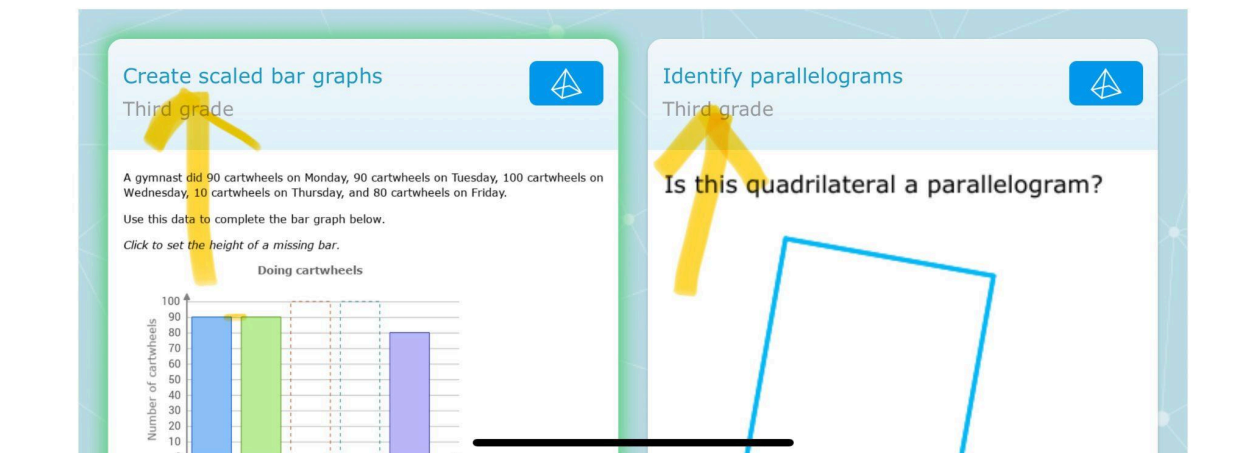 Create scaled bar graphs
Third grade
A gymnast did 90 cartwheels on Monday, 90 cartwheels on Tuesday, 100 cartwheels on
Wednesday, 10 cartwheels on Thursday, and 80 cartwheels on Friday.
Use this data to complete the bar graph below.
Click to set the height of a missing bar.
Doing cartwheels
Number of cartwheels
100
90
80
70
60
50
40
30
20
10
Identify parallelograms
Third grade
Is this quadrilateral a parallelogram?